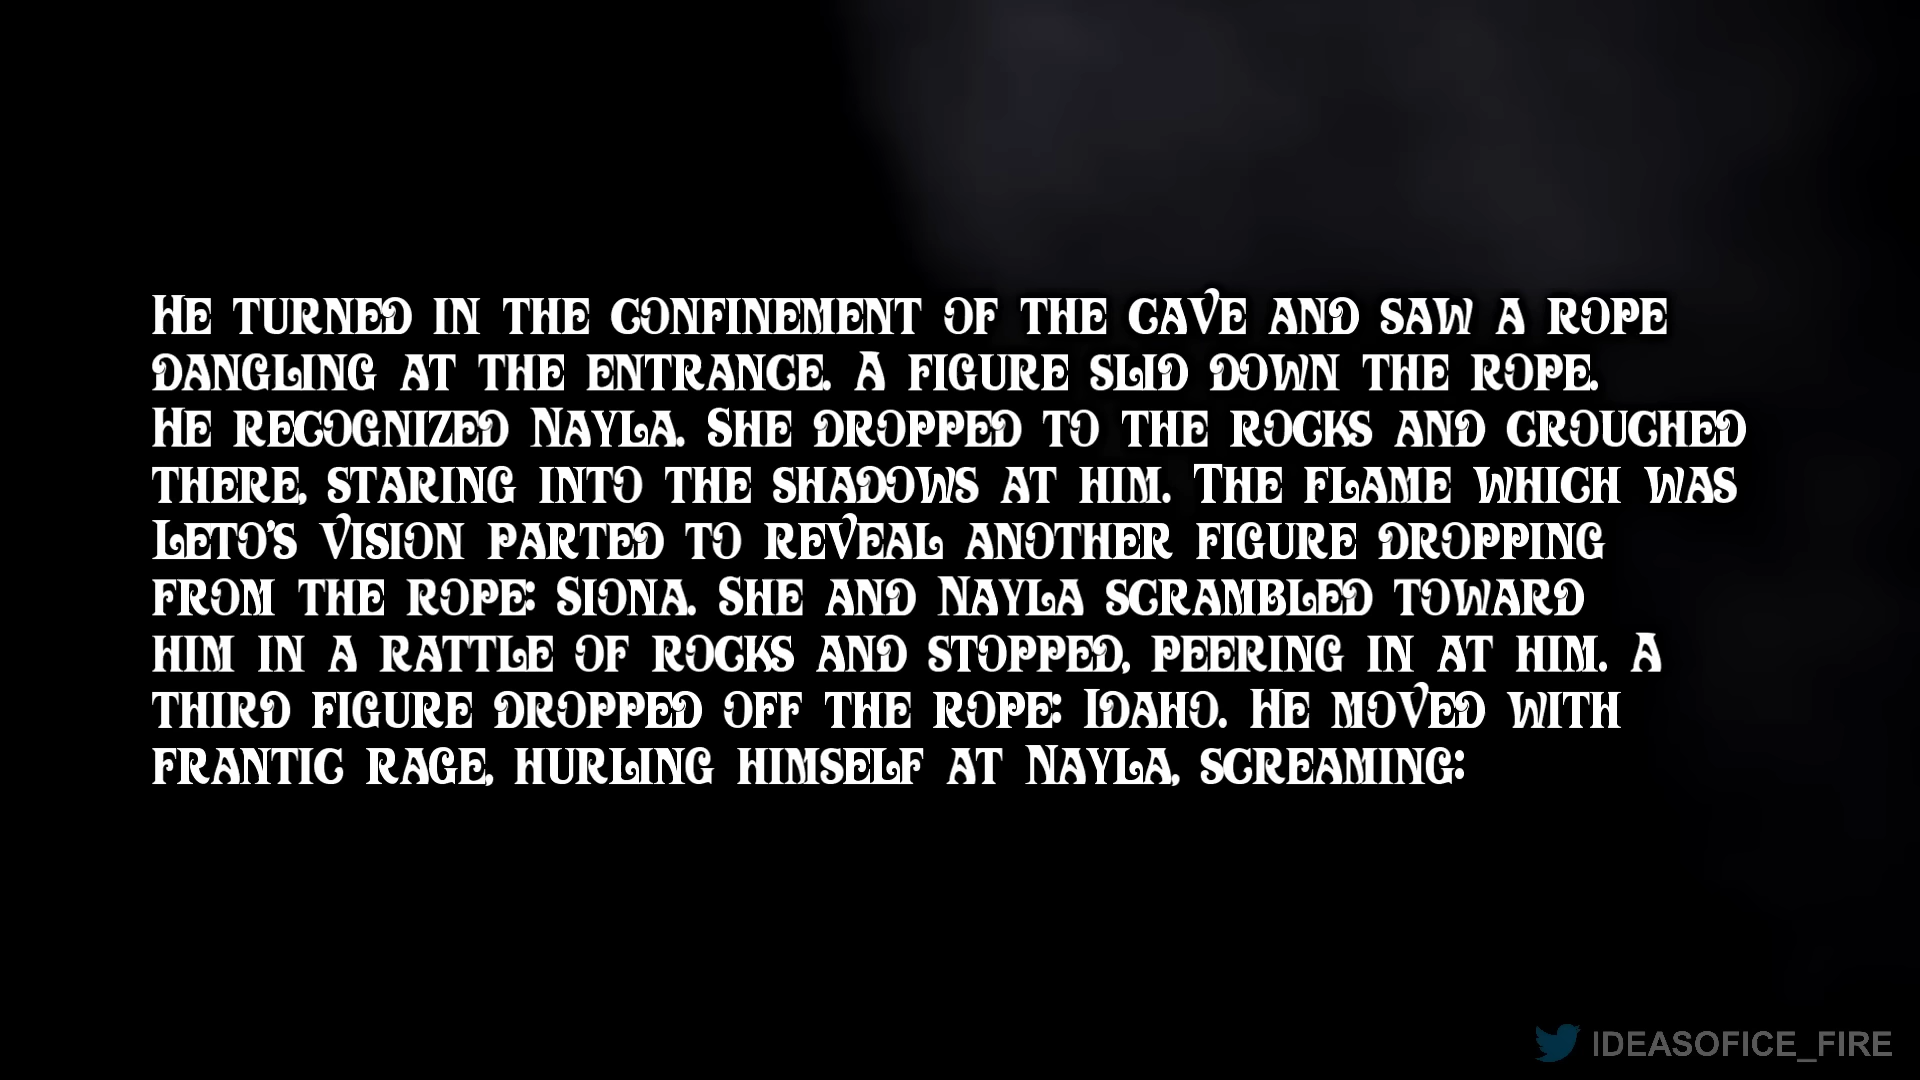 He turned in the confinement of the cave and saw a rope
dangling at the entrance. A figure slid down the rope.
He recognized Nayla. She dropped to the rocks and crouched
there, staring into the shadows at him. The flame which was
Leto's vision parted to reveal another figure dropping
from the rope: Siona. She and Nayla scrambled toward
him in a rattle of rocks and stopped, peering in at him. A
third figure dropped off the rope: Idaho. He moved with
frantic rage, hurling himself at Nayla, screaming:
IDEASOFICE_FIRE